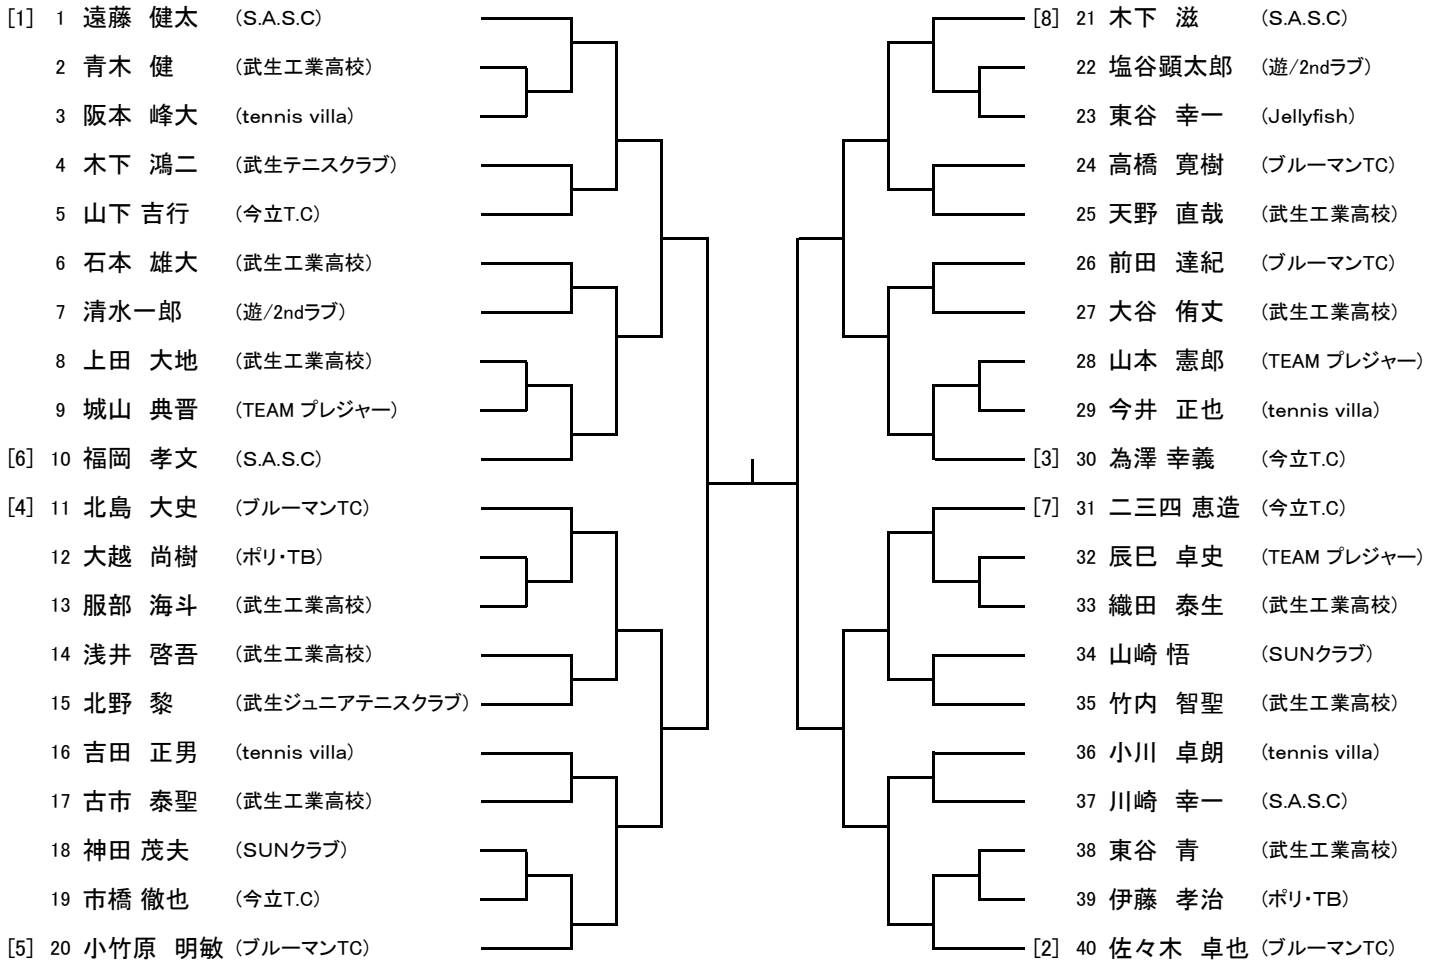 [1] 1 遠藤 健太 (S.A.S.C)
2 青木 健 (武生工業高校)
3 阪本 峰大 (tennis villa)
4 木下 鴻二 (武生テニスクラブ)
5 山下 吉行 (今立T.C)
6 石本 雄大 (武生工業高校)
7 清水一郎 (遊/2ndラブ)
8 上田 大地 (武生工業高校)
9 城山 典晋 (TEAM プレジャー)
[6] 10 福岡 孝文 (S.A.S.C)
[4] 11 北島 大史 (ブルーマンTC)
12 大越 尚樹 (ポリ・TB)
13 服部 海斗 (武生工業高校)
14 浅井 啓吾 (武生工業高校)
15 北野 黎 (武生ジュニアテニスクラブ)
16 吉田 正男 (tennis villa)
17 古市 泰聖 (武生工業高校)
18 神田 茂夫 (SUNクラブ)
19 市橋 徹也 (今立T.C)
[5] 20 小竹原 明敏 (ブルーマンTC)
[8] 21 木下 滋 (S.A.S.C)
22 塩谷顕太郎 (遊/2ndラブ)
23 東谷 幸一 (Jellyfish)
24 高橋 寛樹 (ブルーマンTC)
25 天野 直哉 (武生工業高校)
26 前田 達紀 (ブルーマンTC)
27 大谷 侑丈 (武生工業高校)
28 山本 憲郎 (TEAM プレジャー)
29 今井 正也 (tennis villa)
[3] 30 為澤 幸義 (今立T.C)
[7] 31 二三四 恵造 (今立T.C)
32 辰巳 卓史 (TEAM プレジャー)
33 織田 泰生 (武生工業高校)
34 山崎 悟 (SUNクラブ)
35 竹内 智聖 (武生工業高校)
36 小川 卓朗 (tennis villa)
37 川崎 幸一 (S.A.S.C)
38 東谷 青 (武生工業高校)
39 伊藤 孝治 (ポリ・TB)
[2] 40 佐々木 卓也 (ブルーマンTC)